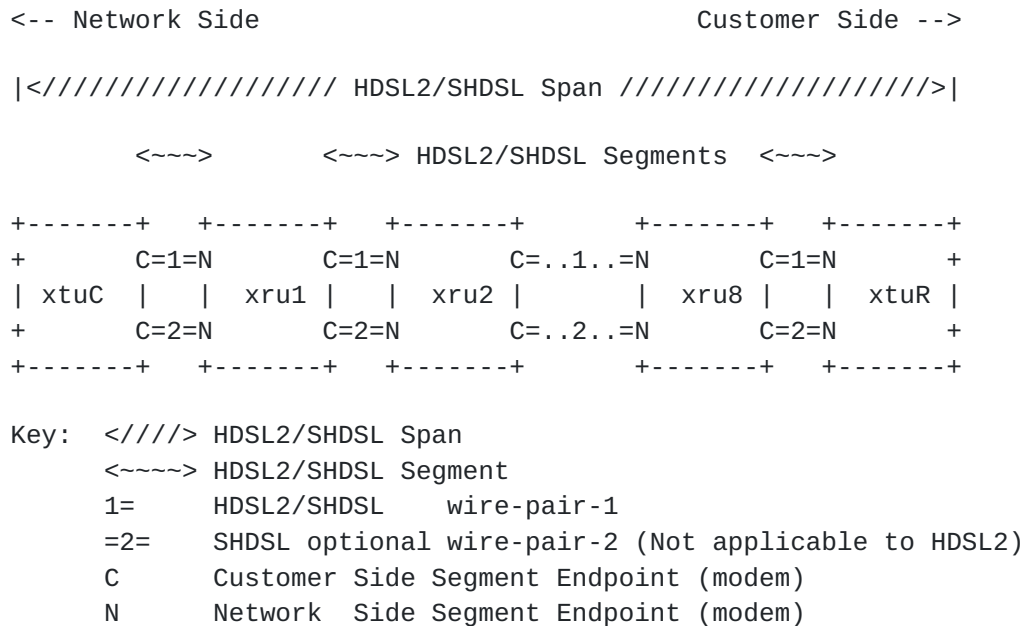 <-- Network Side                            Customer Side -->

|</////////////////// HDSL2/SHDSL Span ////////////////////>|

        <~~~>       <~~~> HDSL2/SHDSL Segments  <~~~>

+-------+   +-------+   +-------+       +-------+   +-------+
+       C=1=N       C=1=N       C=..1..=N       C=1=N       +
| xtuC  |   |  xru1 |   |  xru2 |       |  xru8 |   |  xtuR |
+       C=2=N       C=2=N       C=..2..=N       C=2=N       +
+-------+   +-------+   +-------+       +-------+   +-------+

Key:  <////> HDSL2/SHDSL Span
      <~~~~> HDSL2/SHDSL Segment
      1=     HDSL2/SHDSL    wire-pair-1
      =2=    SHDSL optional wire-pair-2 (Not applicable to HDSL2)
      C      Customer Side Segment Endpoint (modem)
      N      Network  Side Segment Endpoint (modem)